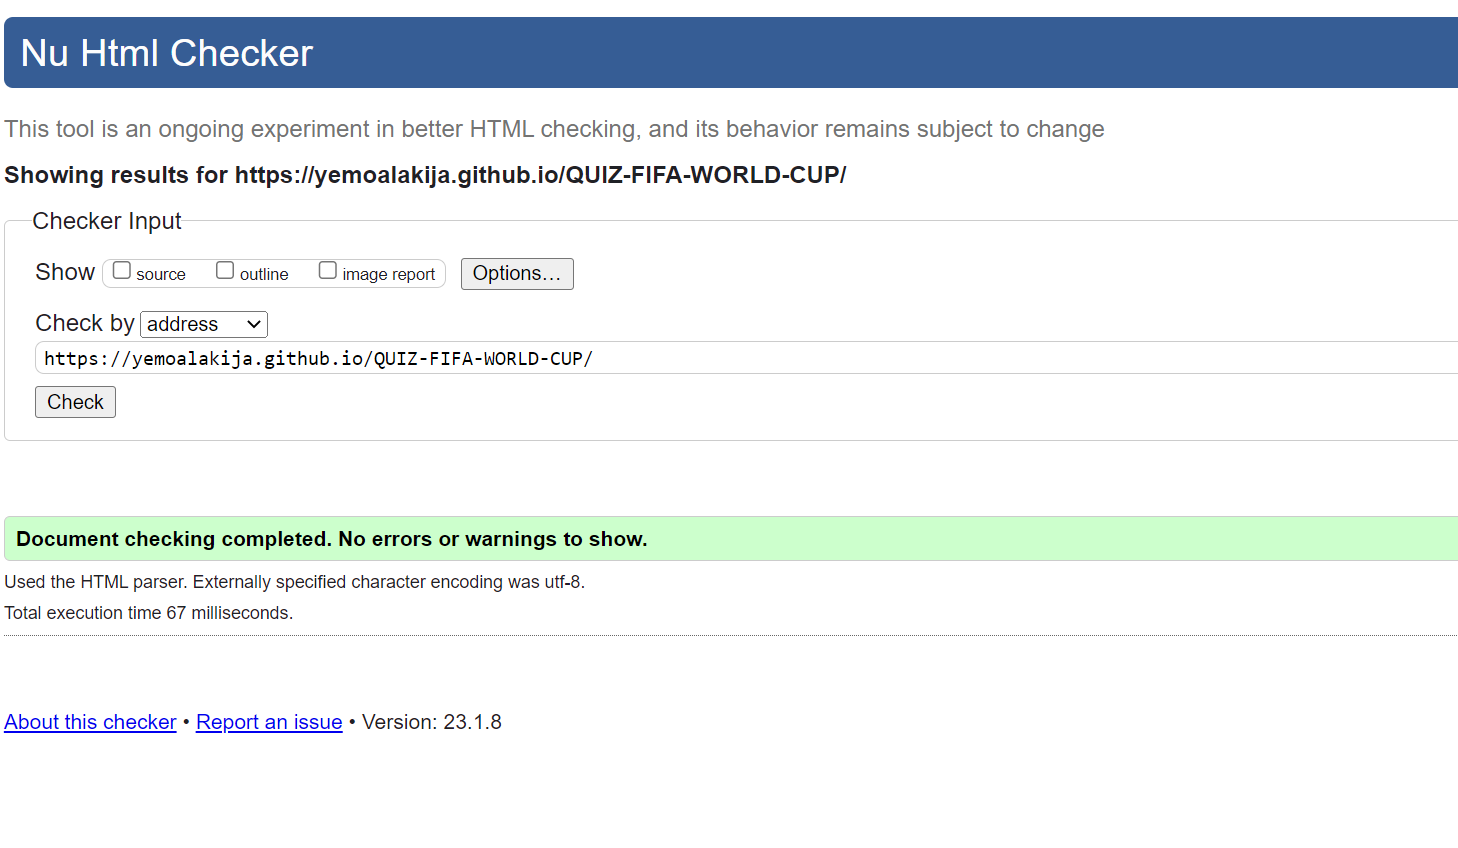 Nu Html Checker
This tool is an ongoing experiment in better HTML checking, and its behavior remains subject to change
Showing results for https://yemoalakija.github.io/QUIZ-FIFA-WORLD-CUP/
Checker Input
Show source outline image report Options…
Check by address
https://yemoalakija.github.io/QUIZ-FIFA-WORLD-CUP/
Check
Document checking completed. No errors or warnings to show.
Used the HTML parser. Externally specified character encoding was utf-8.
Total execution time 67 milliseconds.
About this checker • Report an issue • Version: 23.1.8